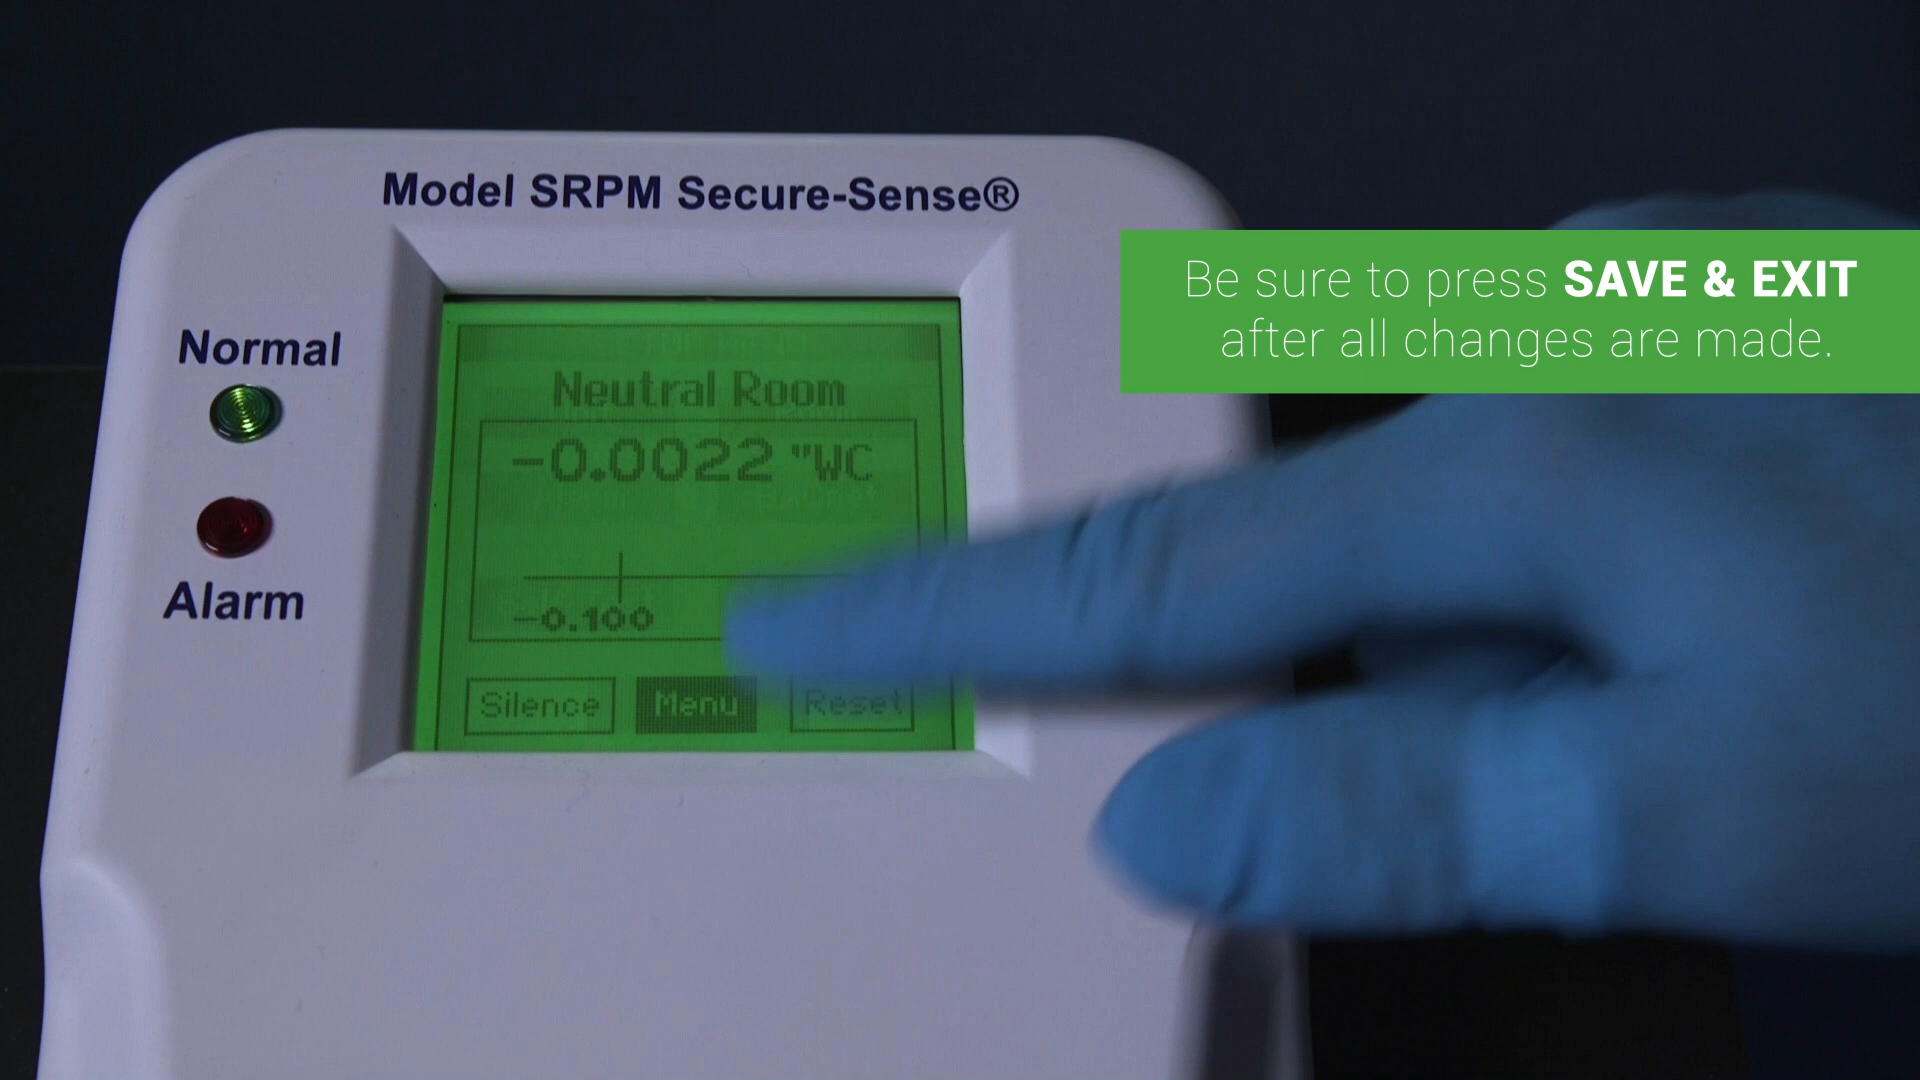 Model SRPM Secure-Sense®
Be sure to press SAVE & EXIT
after all changes are made.
Normal
Neutral Room
-0.0022 "WC
Alarm
-0.100
Silence Menu Reset